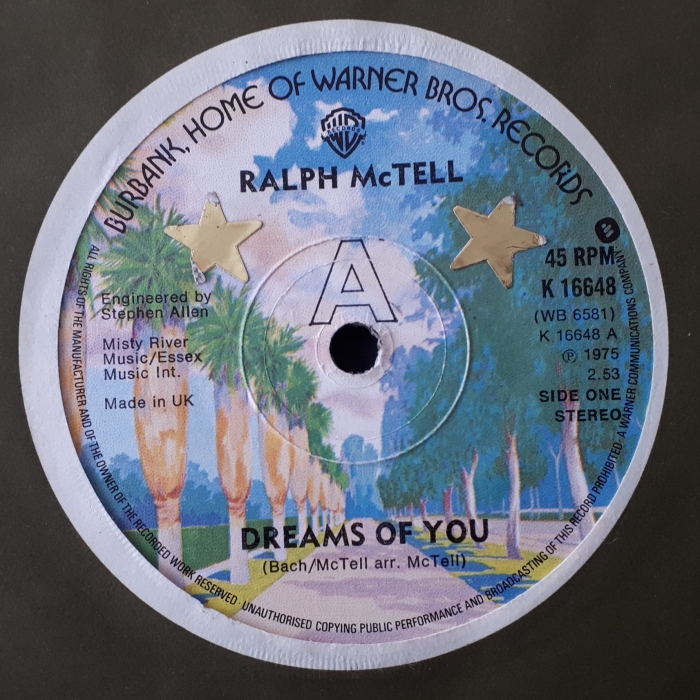 BURBANK, HOME OF WARNER BROS. RECORDS
RECORDS
RALPH McTELL
A
45 RPM
K 16648
(WB 6581)
K 16648 A
℗ 1975
2.53
SIDE ONE
STEREO
Engineered by
Stephen Allen
Misty River
Music/Essex
Music Int.
Made in UK
DREAMS OF YOU
(Bach/McTell arr. McTell)
ALL RIGHTS OF THE MANUFACTURER AND OF THE OWNER OF THE RECORDED WORK RESERVED · UNAUTHORISED COPYING PUBLIC PERFORMANCE AND BROADCASTING OF THIS RECORD PROHIBITED · A WARNER COMMUNICATIONS COMPANY